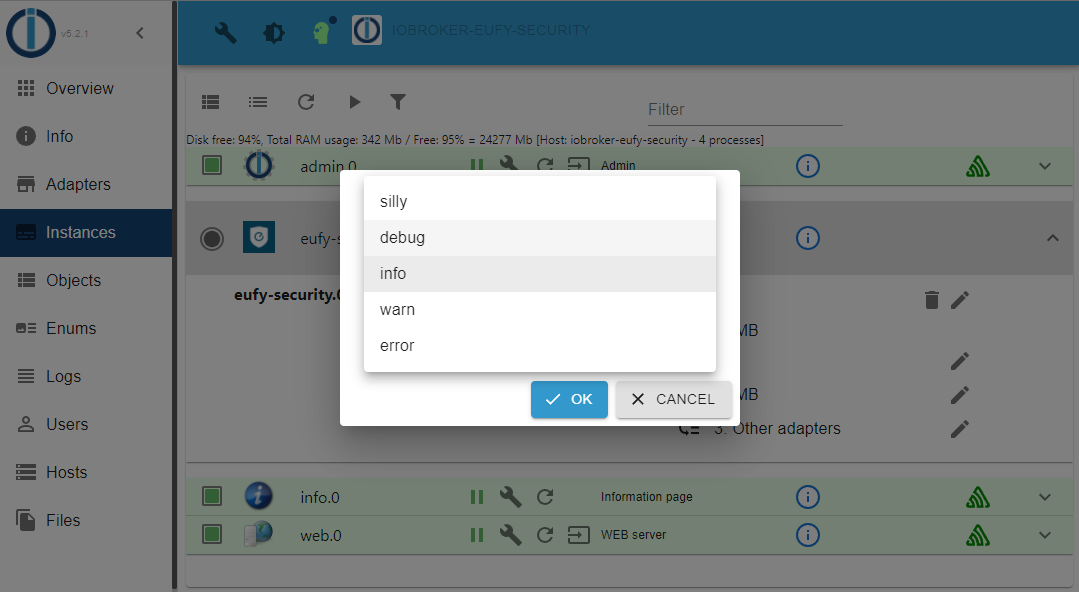 v6.2.1
IOBROKER-EUFY-SECURITY
Overview
Info
Adapters
Instances
Objects
Enums
Logs
Users
Hosts
Files
Filter
Disk free: 94%, Total RAM usage: 342 Mb / Free: 95% = 24277 Mb [Host: iobroker-eufy-security - 4 processes]
admin.0 Admin
eufy-s
eufy-security.0
MB
MB
3. Other adapters
silly
debug
info
warn
error
OK CANCEL
info.0 Information page
web.0 WEB server